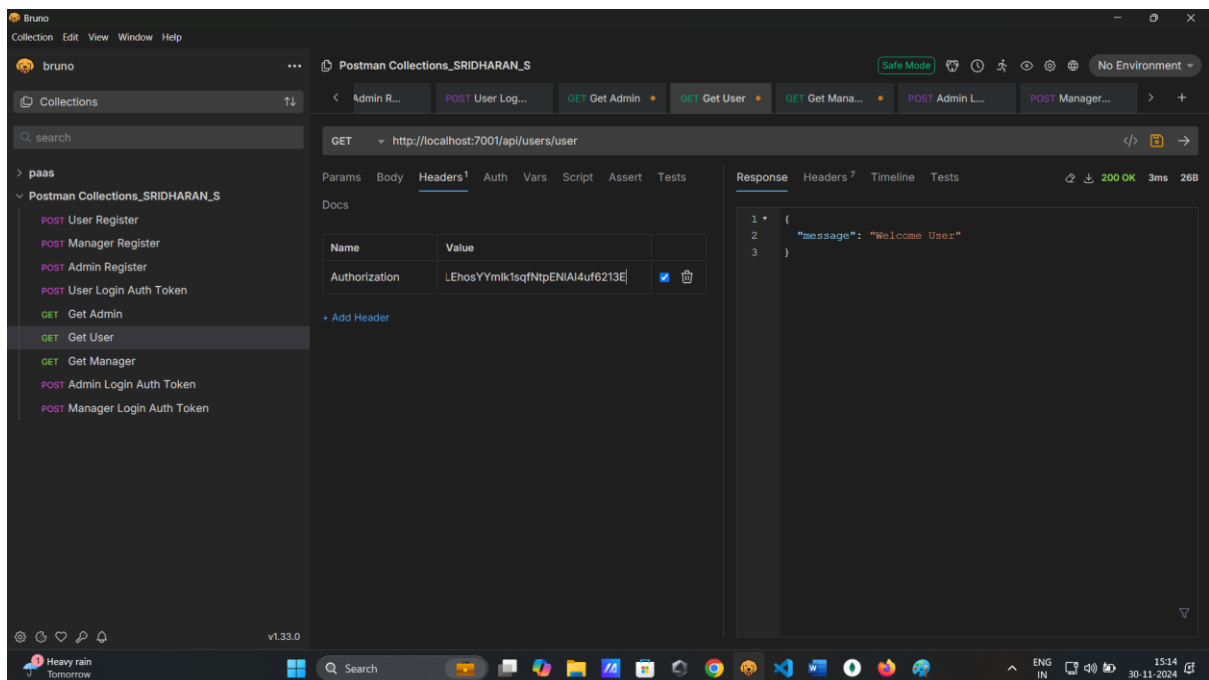 Bruno
Collection Edit View Window Help
bruno ...
Postman Collections_SRIDHARAN_S
Safe Mode
No Environment
Collections
Admin R...
POST User Log...
GET Get Admin
GET Get User
GET Get Mana...
POST Admin L...
POST Manager...
search
GET http://localhost:7001/api/users/user
paas
Postman Collections_SRIDHARAN_S
POST User Register
POST Manager Register
POST Admin Register
POST User Login Auth Token
GET Get Admin
GET Get User
GET Get Manager
POST Admin Login Auth Token
POST Manager Login Auth Token
Params Body Headers 1 Auth Vars Script Assert Tests
Docs
Name Value
Authorization LEhosYYmIk1sqfNtpENIAI4uf6213E
+ Add Header
Response Headers 7 Timeline Tests
200 OK 3ms 26B
1 {
2 "message": "Welcome User"
3 }
v1.33.0
1 Heavy rain
Tomorrow
Search
ENG
IN
15:14
30-11-2024